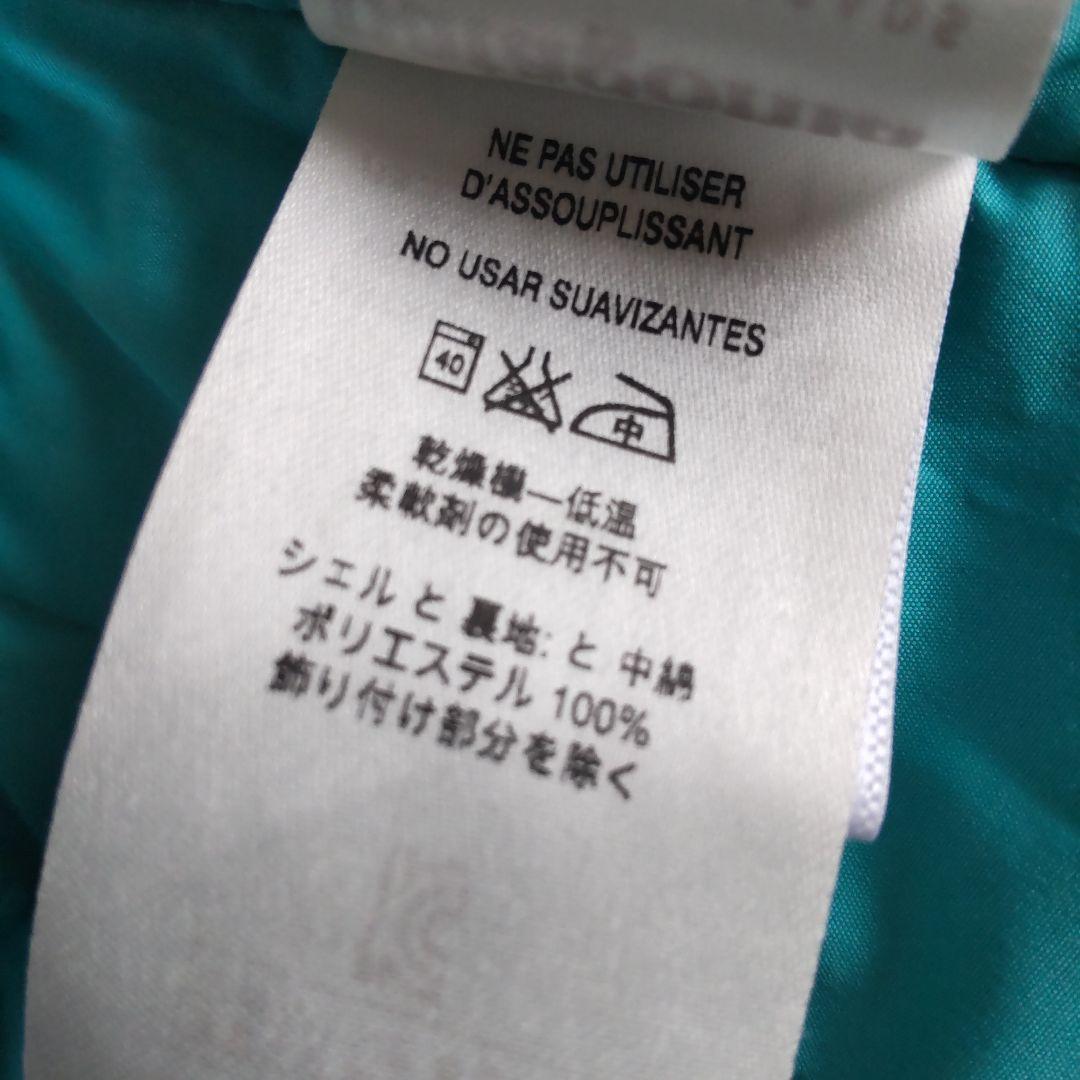 NE PAS UTILISER
D'ASSOUPLISSANT
NO USAR SUAVIZANTES
40 中
乾燥機—低温
柔軟剤の使用不可
シェルと 裏地: と 中綿
ポリエステル 100%
飾り付け部分を除く